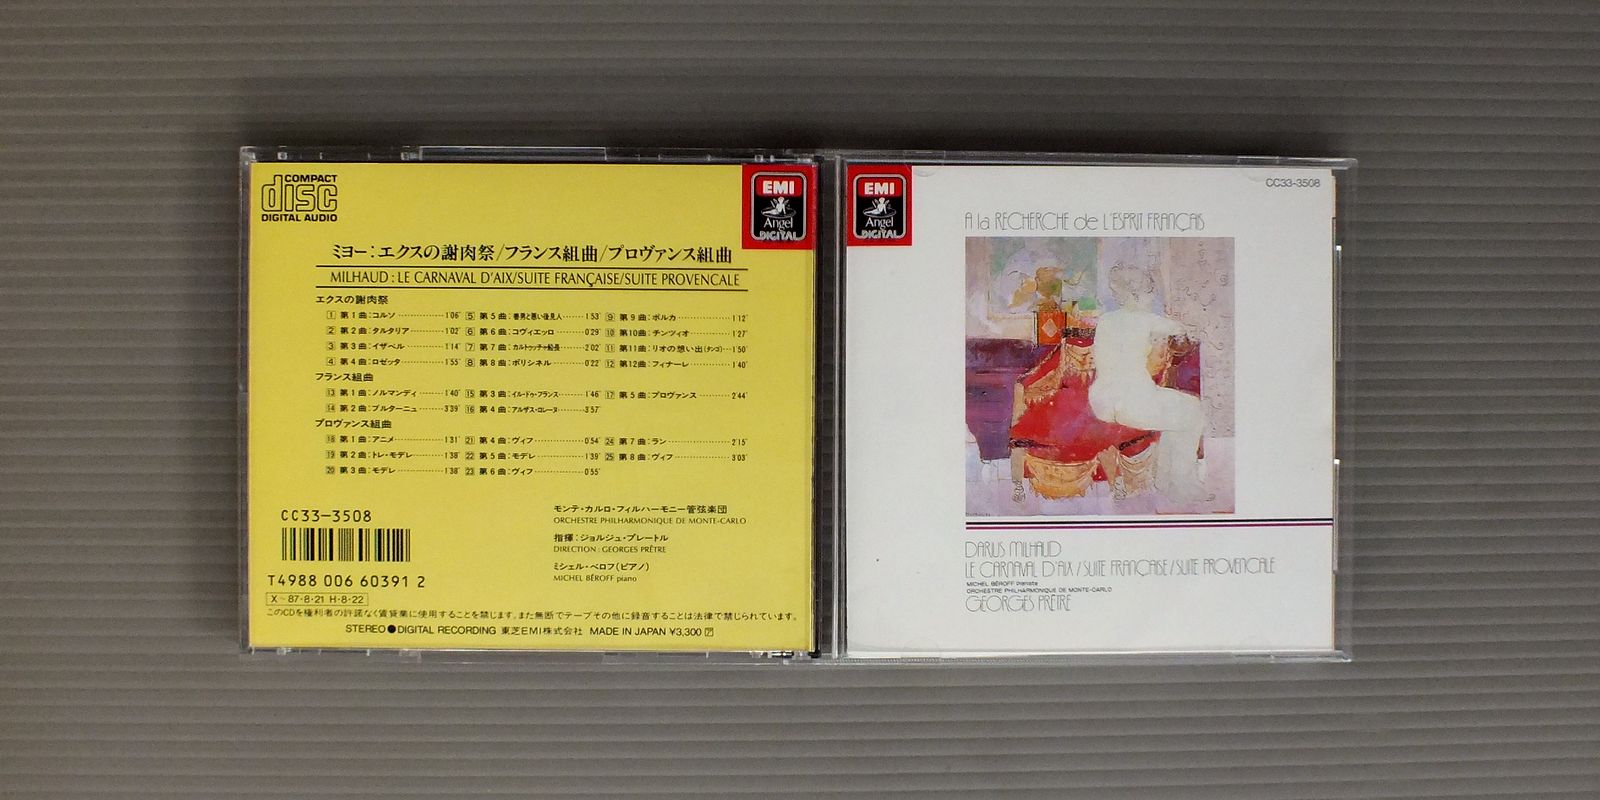 COMPACT
disc
DIGITAL AUDIO
EMI
Angel
DIGITAL
ミヨー:エクスの謝肉祭/フランス組曲/プロヴァンス組曲
MILHAUD : LE CARNAVAL D'AIX/SUITE FRANÇAISE/SUITE PROVENCALE
エクスの謝肉祭
1 第1曲:コルソ 1'06"
2 第2曲:タルタリア 1'02"
3 第3曲:イザベル 1'14"
4 第4曲:ロゼッタ 1'55"
5 第5曲:善男と悪い後見人 1'53"
6 第6曲:コヴィエッロ 0'29"
7 第7曲:カルトゥッチャ船長 2'02"
8 第8曲:ポリシネル 0'22"
9 第9曲:ポルカ 1'12"
10 第10曲:チンツィオ 1'27"
11 第11曲:リオの想い出(タンゴ) 1'50"
12 第12曲:フィナーレ 1'40"
フランス組曲
13 第1曲:ノルマンディ 1'40"
14 第2曲:ブルターニュ 3'39"
15 第3曲:イル・ドゥ・フランス 1'46"
16 第4曲:アルザス・ロレーヌ 3'57"
17 第5曲:プロヴァンス 2'44"
プロヴァンス組曲
18 第1曲:アニメ 1'31"
19 第2曲:トレ・モデレ 1'38"
20 第3曲:モデレ 1'38"
21 第4曲:ヴィフ 0'54"
22 第5曲:モデレ 1'39"
23 第6曲:ヴィフ 0'55"
24 第7曲:ラン 2'15"
25 第8曲:ヴィフ 3'03"
CC33-3508
T4988 006 60391 2
X-87・8・21 H・8・22
モンテ・カルロ・フィルハーモニー管弦楽団
ORCHESTRE PHILHARMONIQUE DE MONTE-CARLO
指揮:ジョルジュ・プレートル
DIRECTION : GEORGES PRÊTRE
ミシェル・ベロフ(ピアノ)
MICHEL BÉROFF piano
このCDを権利者の許諾なく賃貸業に使用することを禁じます。また無断でテープその他に録音することは法律で禁じられています。
STEREO●DIGITAL RECORDING 東芝EMI株式会社 MADE IN JAPAN ¥3,300 ア
EMI
Angel
DIGITAL
CC33-3508
A la RECHERCHE de L'ESPRIT FRANÇAIS
DARIUS MILHAUD
LE CARNAVAL D'AIX/SUITE FRANÇAISE/SUITE PROVENCALE
MICHEL BÉROFF pianiste
ORCHESTRE PHILHARMONIQUE DE MONTE-CARLO
GEORGES PRÊTRE